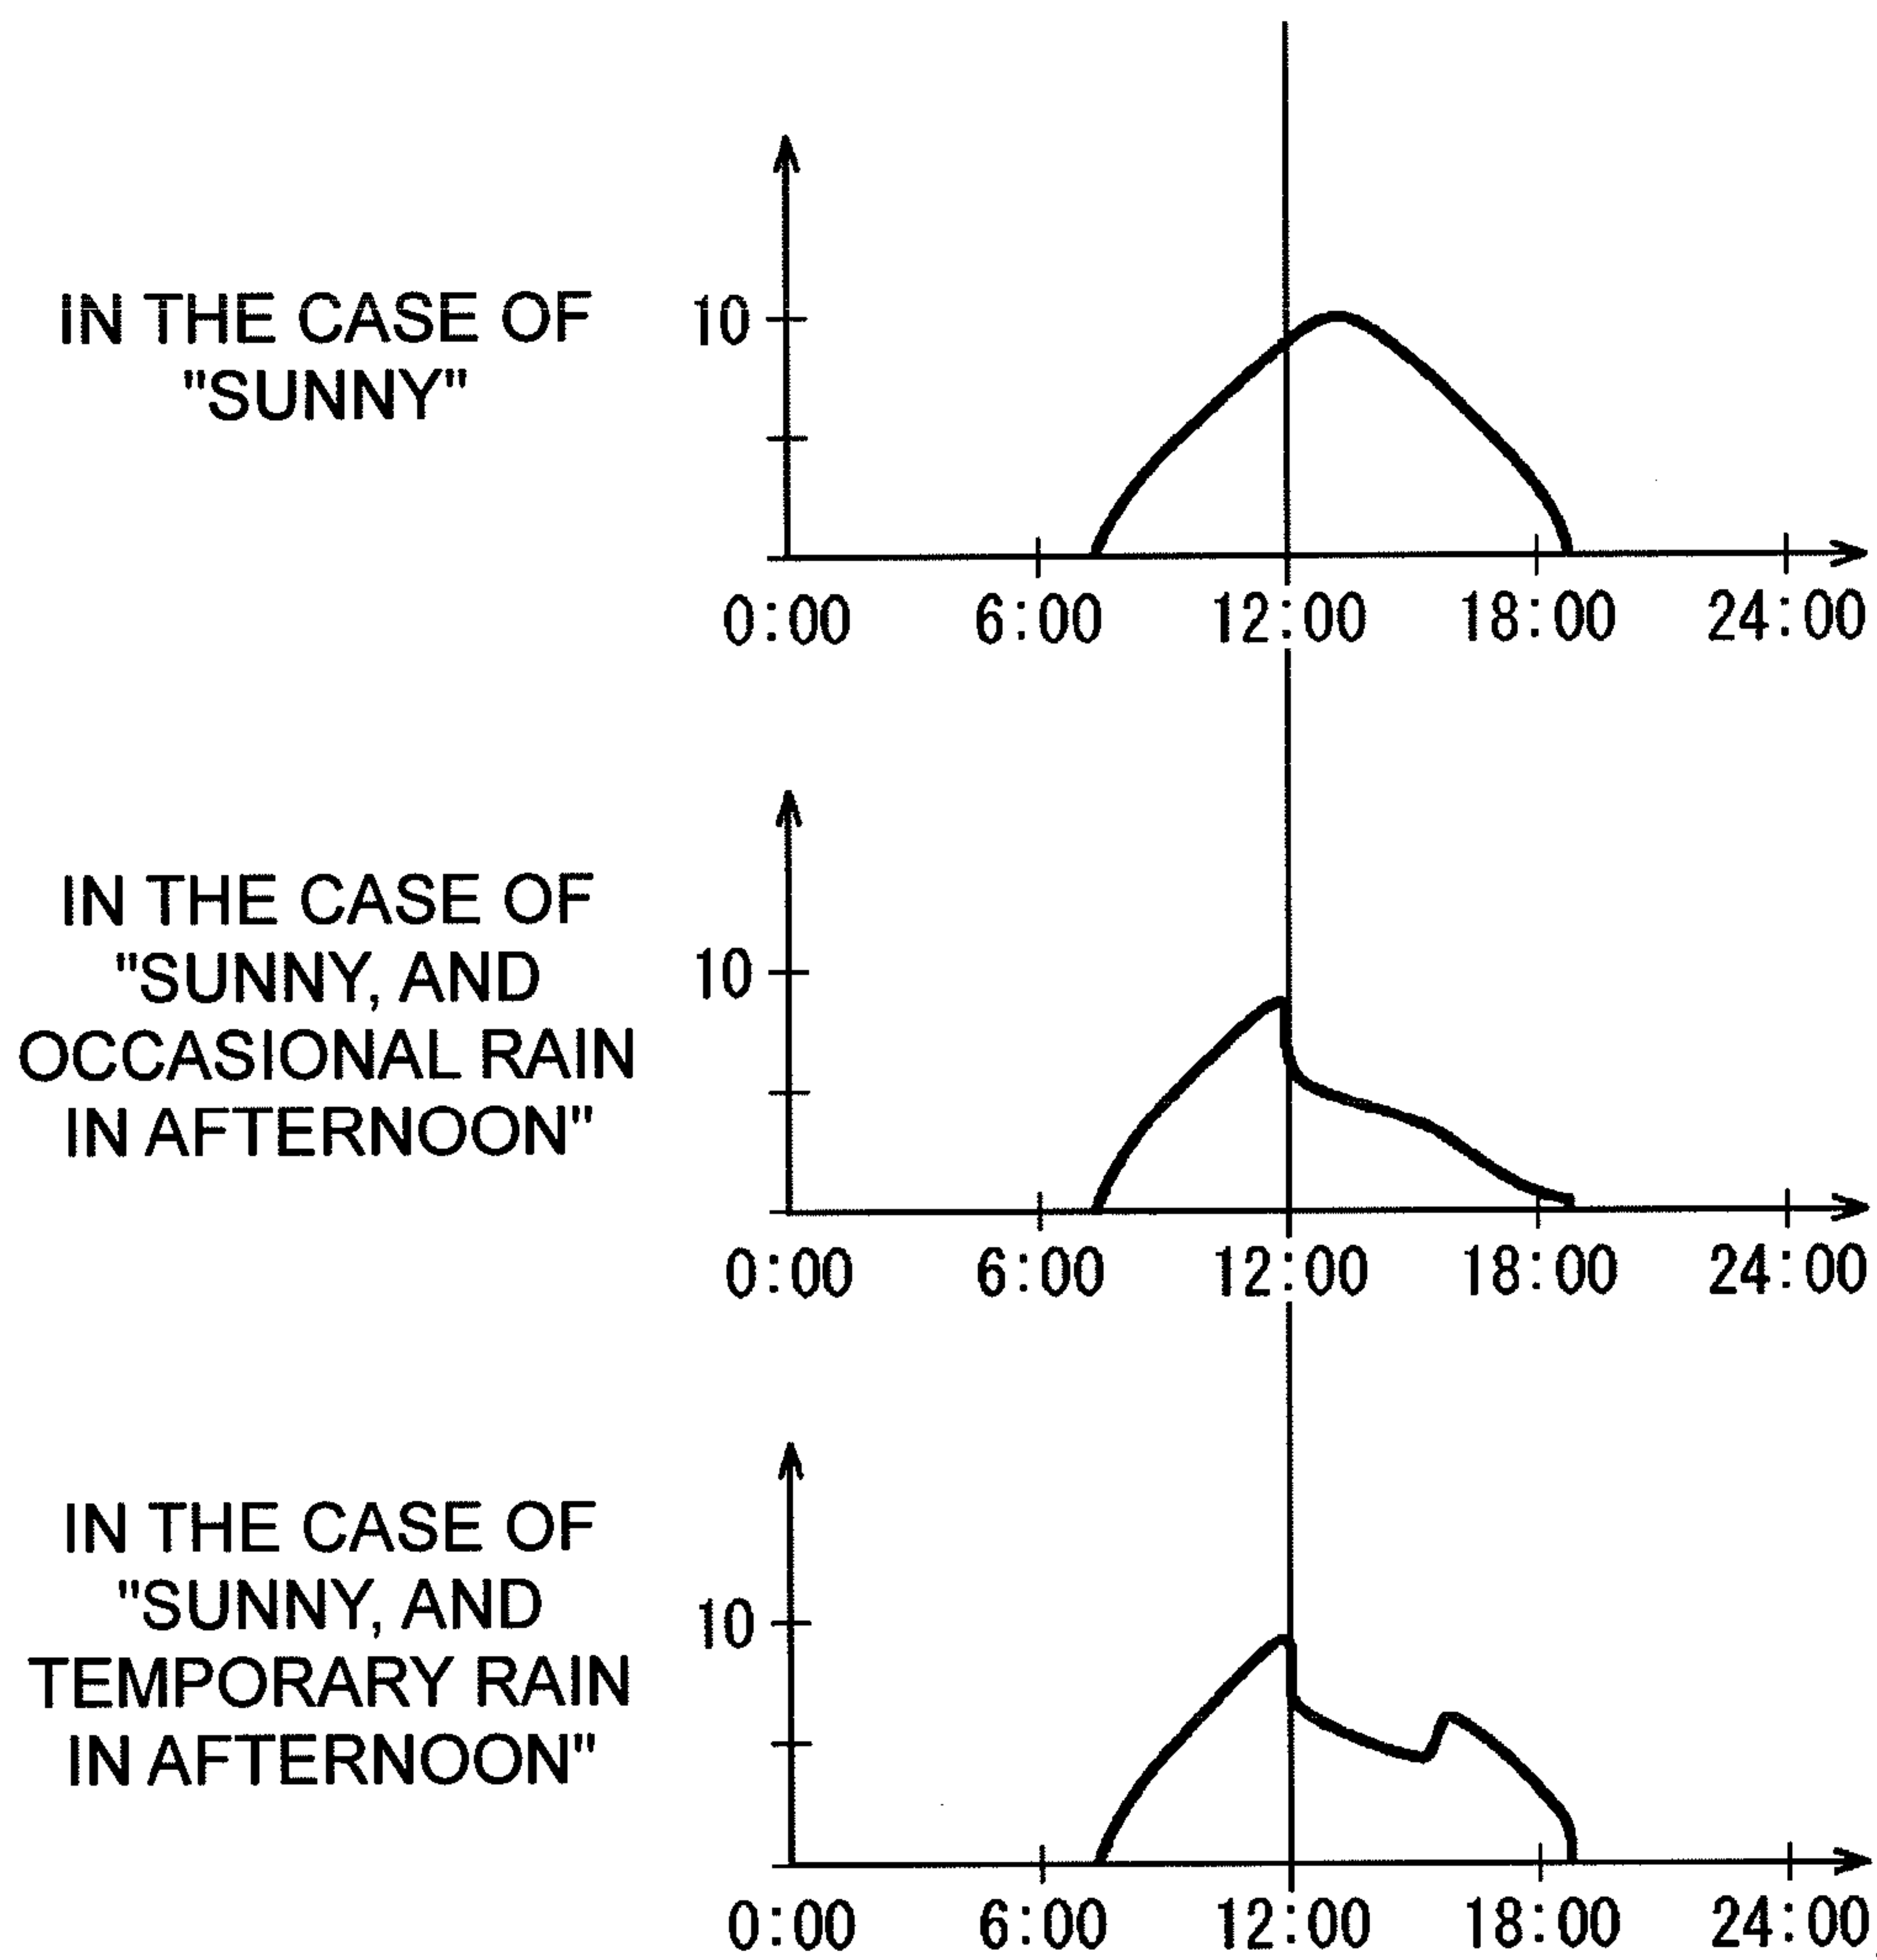 IN THE CASE OF
"SUNNY"
10
0:00 6:00 12:00 18:00 24:00
IN THE CASE OF
"SUNNY, AND
OCCASIONAL RAIN
IN AFTERNOON"
10
0:00 6:00 12:00 18:00 24:00
IN THE CASE OF
"SUNNY, AND
TEMPORARY RAIN
IN AFTERNOON"
10
0:00 6:00 12:00 18:00 24:00